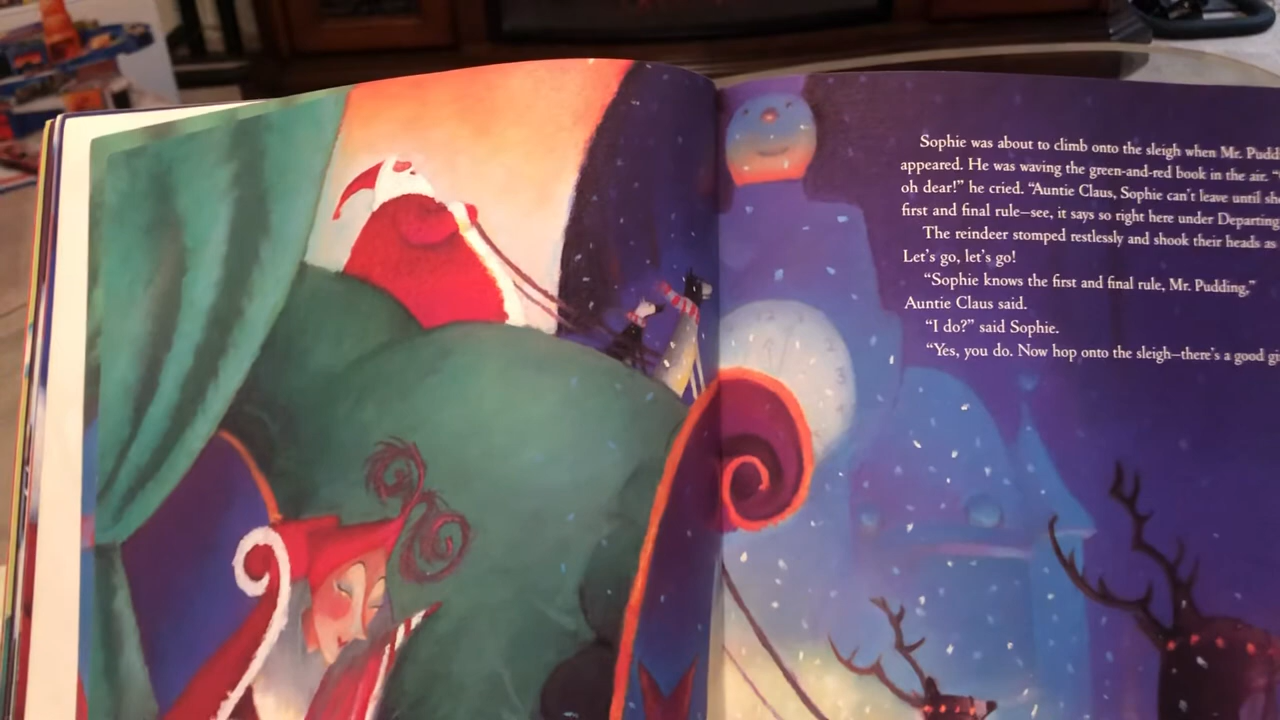 Sophie was about to climb onto the sleigh when Mr. Pudd
appeared. He was waving the green-and-red book in the air.
oh dear!” he cried. “Auntie Claus, Sophie can't leave until
first and final rule—see, it says so right here under Departing
The reindeer stomped restlessly and shook their heads as
Let's go, let's go!
“Sophie knows the first and final rule, Mr. Pudding,”
Auntie Claus said.
“I do?” said Sophie.
“Yes, you do. Now hop onto the sleigh—there's a good